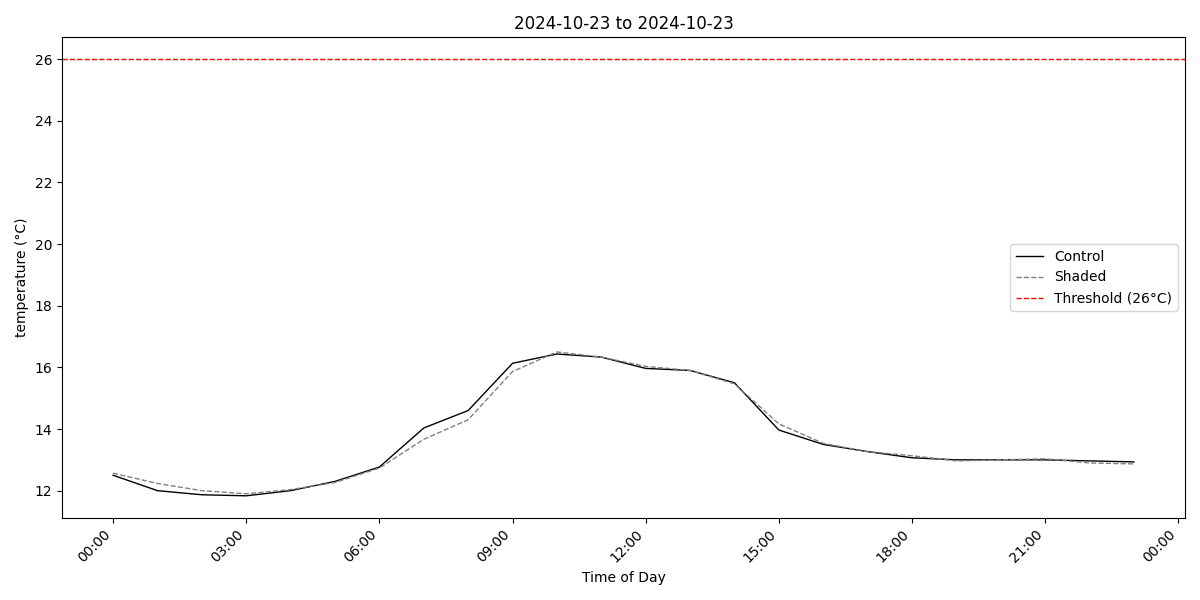 2024-10-23 to 2024-10-23
temperature (°C)
26
24
22
20
18
16
14
12
Control
Shaded
Threshold (26°C)
00:00
03:00
06:00
09:00
12:00
15:00
18:00
21:00
00:00
Time of Day